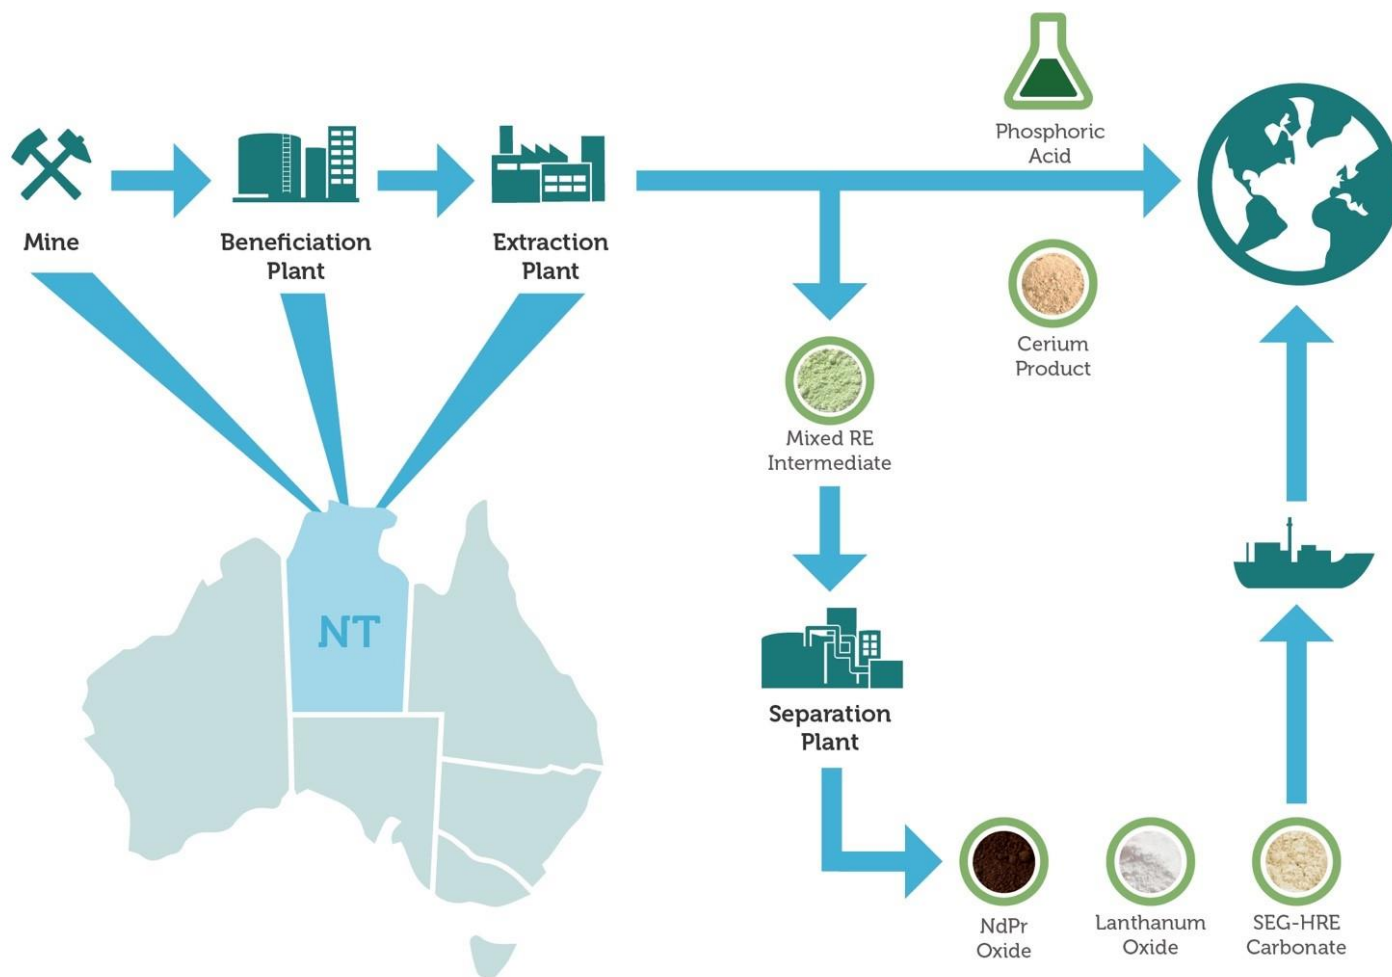 Phosphoric
Acid
Mine
Beneficiation
Plant
Extraction
Plant
Cerium
Product
Mixed RE
Intermediate
NT
Separation
Plant
NdPr
Oxide
Lanthanum
Oxide
SEG-HRE
Carbonate